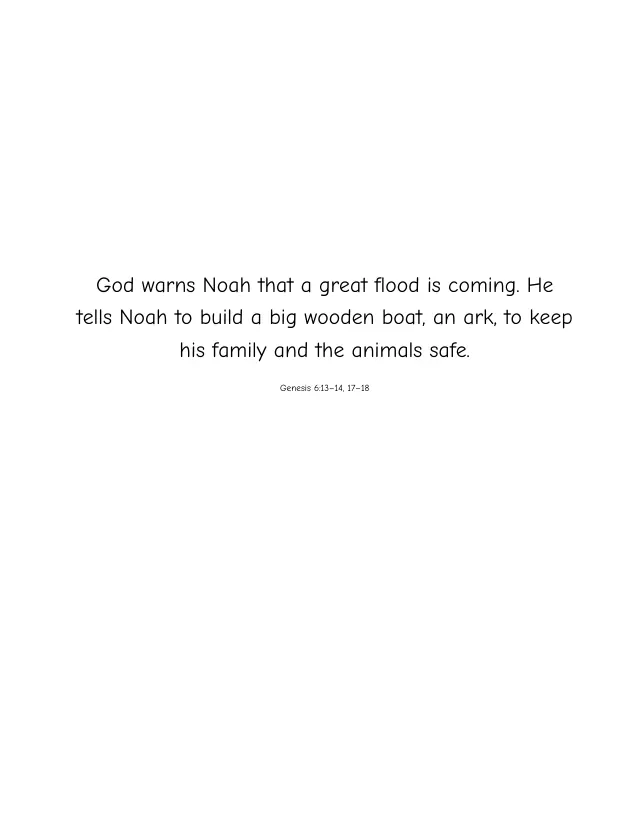 God warns Noah that a great flood is coming. He
tells Noah to build a big wooden boat, an ark, to keep
his family and the animals safe.
Genesis 6:13–14, 17–18